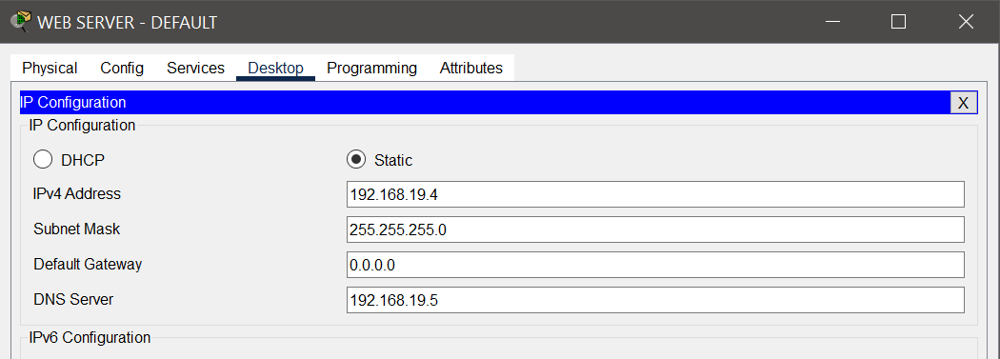 WEB SERVER - DEFAULT
Physical Config Services Desktop Programming Attributes
IP Configuration X
IP Configuration
DHCP Static
IPv4 Address 192.168.19.4
Subnet Mask 255.255.255.0
Default Gateway 0.0.0.0
DNS Server 192.168.19.5
IPv6 Configuration